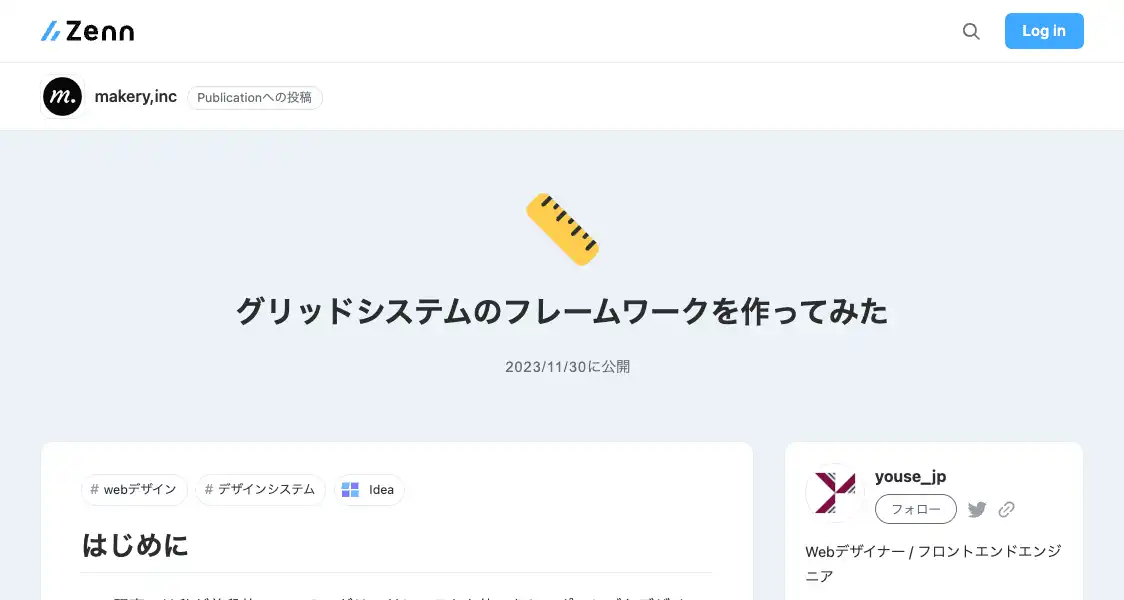 Zenn
Log in
m. makery,inc Publicationへの投稿
グリッドシステムのフレームワークを作ってみた
2023/11/30に公開
# webデザイン # デザインシステム Idea
はじめに
youse_jp
フォロー
Webデザイナー / フロントエンドエンジ
ニア